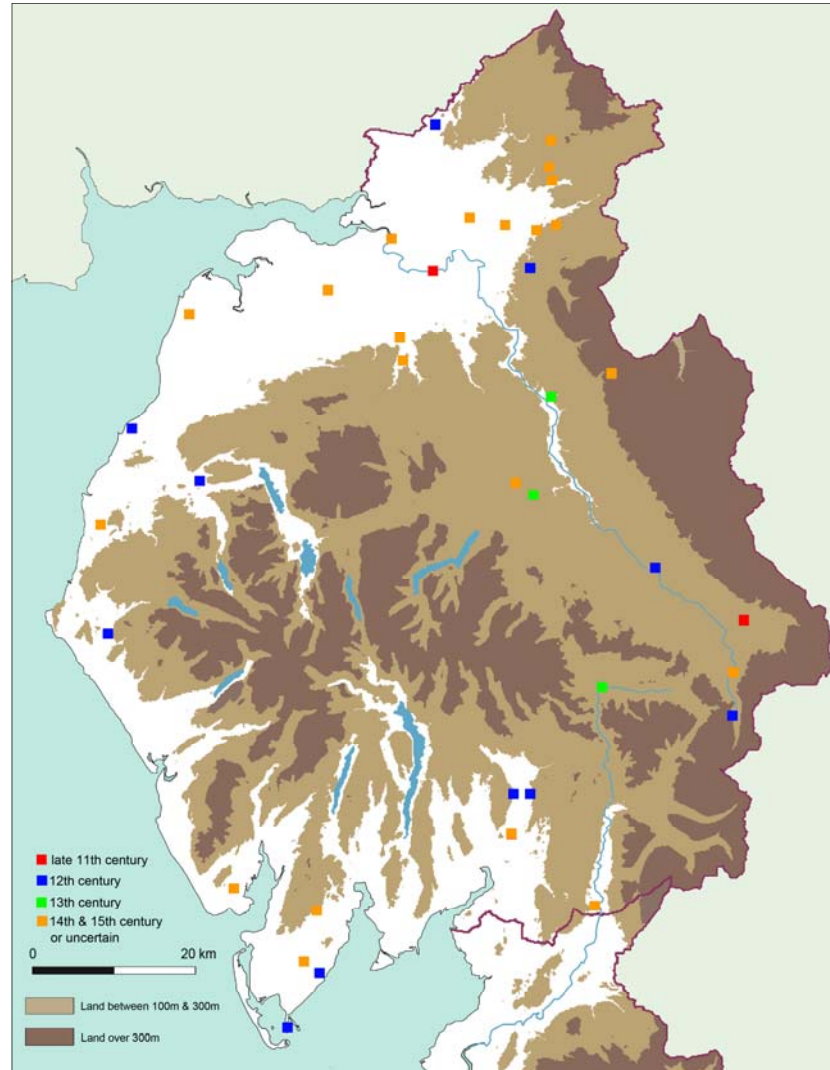 late 11th century
12th century
13th century
14th & 15th century
or uncertain
0 20 km
Land between 100m & 300m
Land over 300m